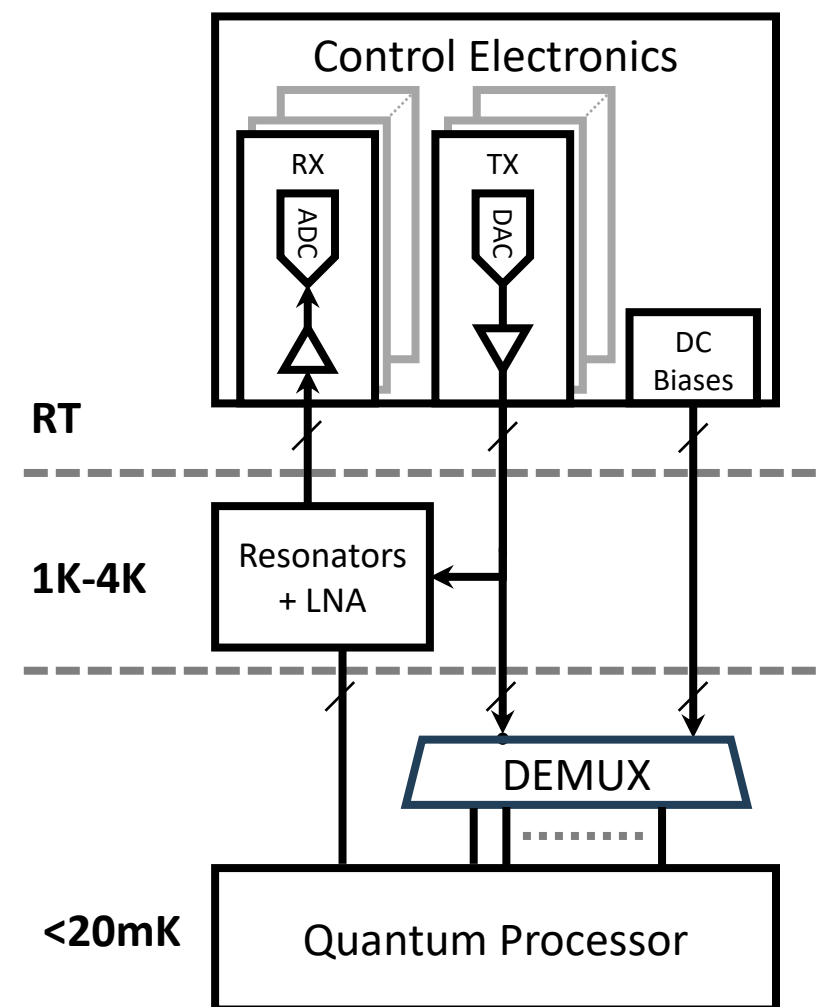 Control Electronics
RX
TX
ADC
DAC
DC
Biases
RT
Resonators
+ LNA
1K-4K
DEMUX
<20mK
Quantum Processor